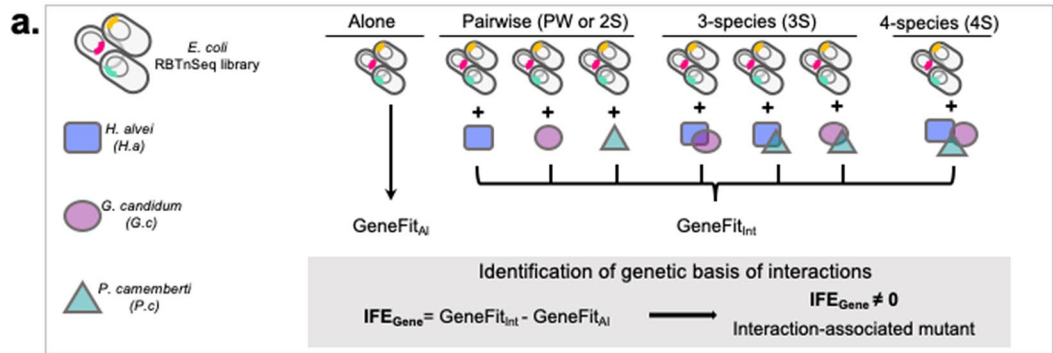 a.
E. coli
RBTnSeq library
H. alvei
(H.a)
G. candidum
(G.c)
P. camemberti
(P.c)
Alone
Pairwise (PW or 2S)
3-species (3S)
4-species (4S)
+ + + + + + +
GeneFitAl
GeneFitInt
Identification of genetic basis of interactions
IFEGene= GeneFitInt - GeneFitAl
IFEGene ≠ 0
Interaction-associated mutant